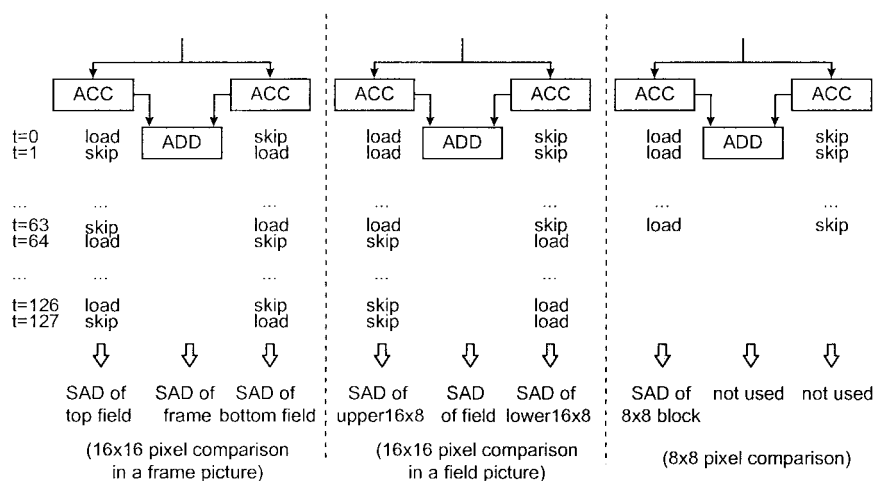 ACC ACC ACC ACC ACC ACC
t=0 load ADD skip load ADD skip load ADD skip
t=1 skip load load skip load skip
... ... ... ... ... ... ...
t=63 skip load load skip load skip
t=64 load skip skip load
... ... ... ... ...
t=126 load skip skip load
t=127 skip load skip load
SAD of SAD of SAD of SAD of SAD SAD of SAD of not used not used
top field frame bottom field upper16x8 of field lower16x8 8x8 block
(16x16 pixel comparison (16x16 pixel comparison (8x8 pixel comparison)
in a frame picture) in a field picture)